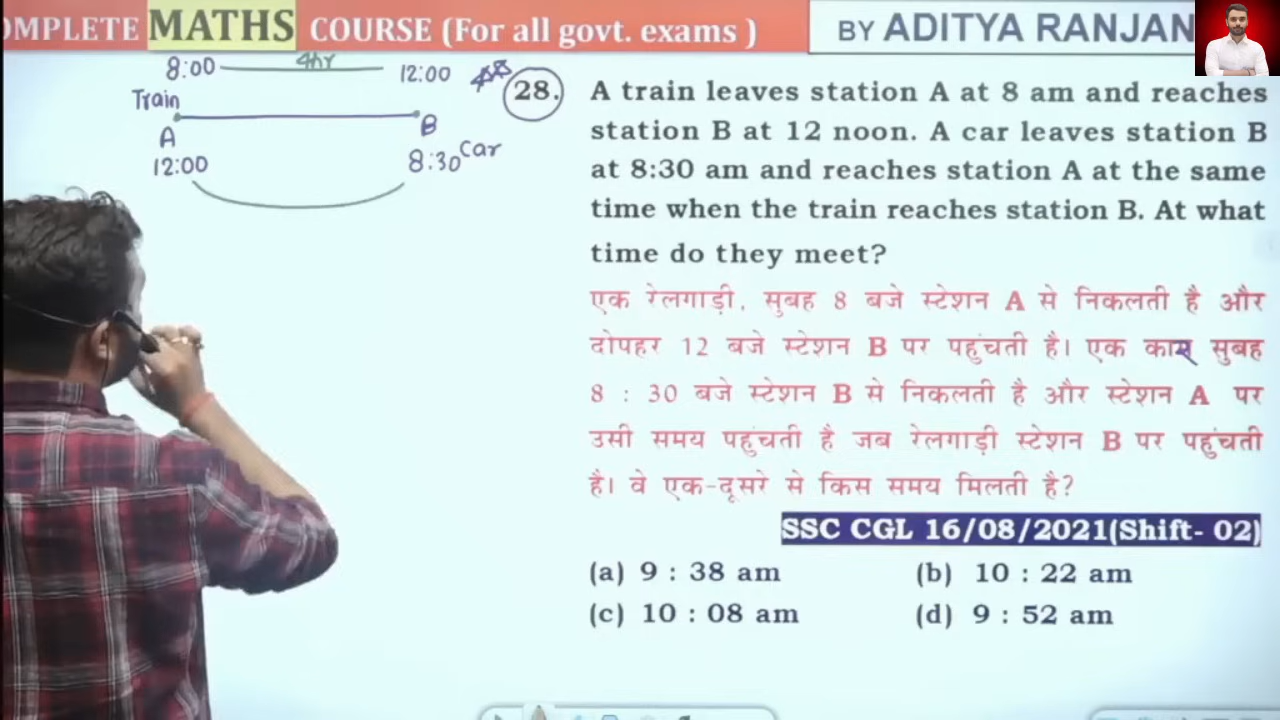 OMPLETE MATHS COURSE (For all govt. exams )
BY ADITYA RANJAN
8:00 4hr 12:00
Train
A B
12:00 8:30 Car
28. A train leaves station A at 8 am and reaches
station B at 12 noon. A car leaves station B
at 8:30 am and reaches station A at the same
time when the train reaches station B. At what
time do they meet?
एक रेलगाड़ी, सुबह 8 बजे स्टेशन A से निकलती है और
दोपहर 12 बजे स्टेशन B पर पहुंचती है। एक कार सुबह
8 : 30 बजे स्टेशन B से निकलती है और स्टेशन A पर
उसी समय पहुंचती है जब रेलगाड़ी स्टेशन B पर पहुंचती
है। वे एक-दूसरे से किस समय मिलती है?
SSC CGL 16/08/2021(Shift- 02)
(a) 9 : 38 am (b) 10 : 22 am
(c) 10 : 08 am (d) 9 : 52 am